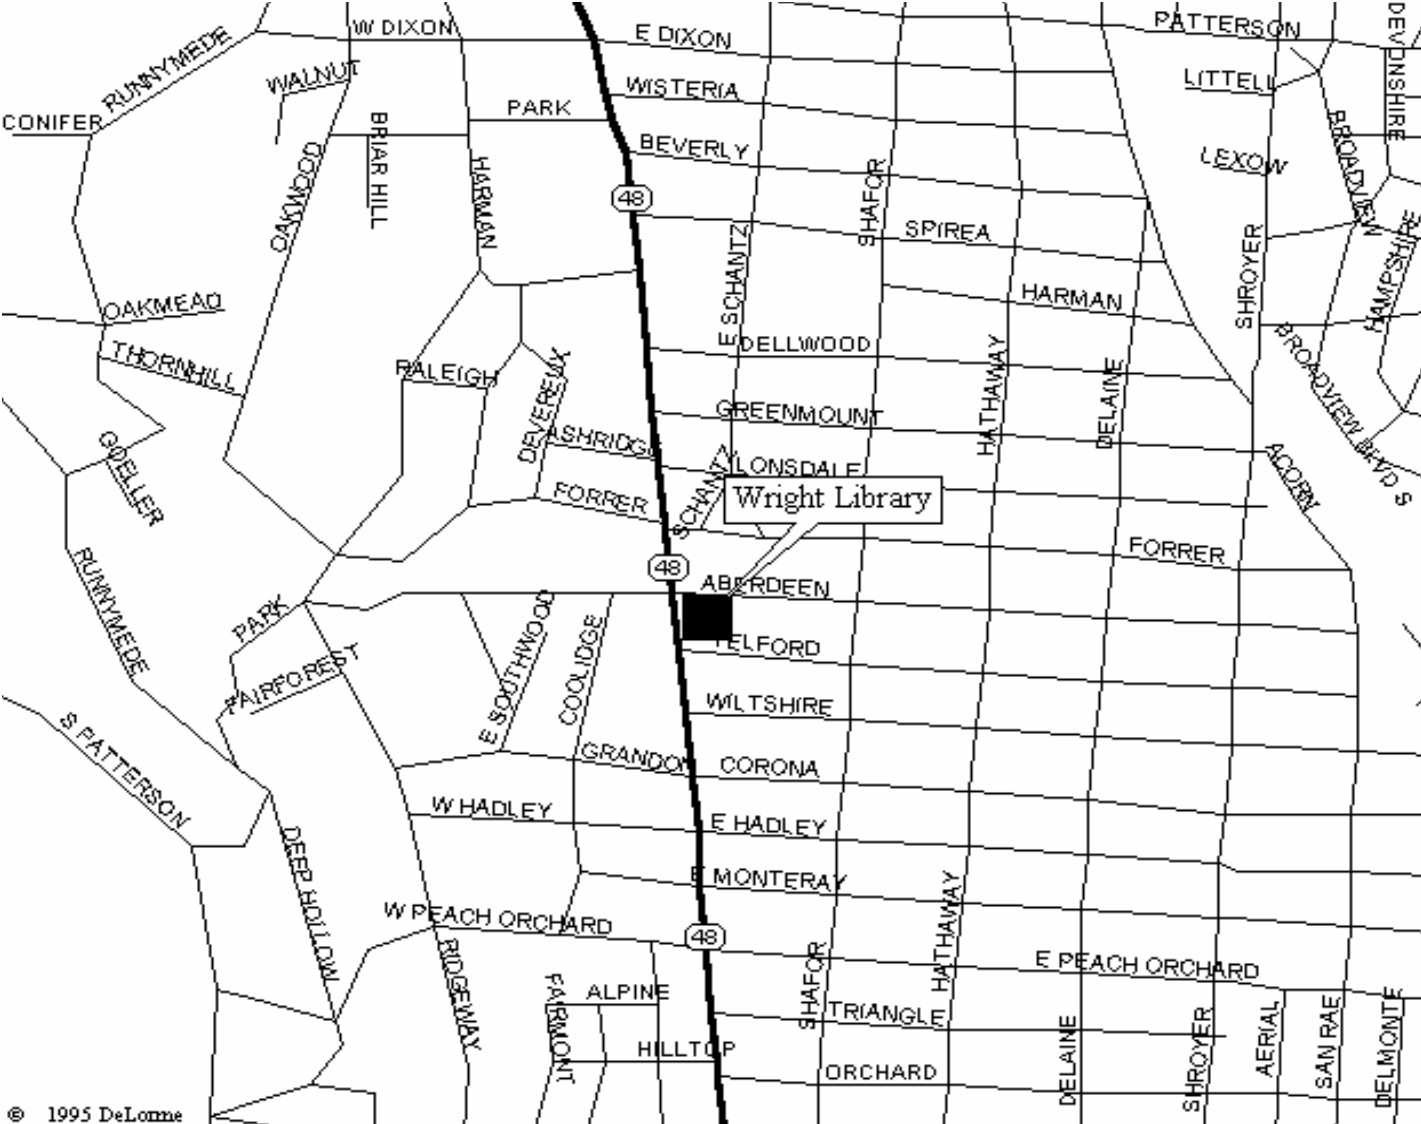 W DIXON
E DIXON
PATTERSON
DEVONSHIRE
RUNNYMEDE
WALNUT
WISTERIA
LITTELL
CONIFER
BRIAR HILL
PARK
BEVERLY
BROADVIEW
OAKWOOD
HARMAN
48
SHAFOR
LEXOW
SPIREA
E SCHANTZ
SHROYER
HAMPSHIRE
OAKMEAD
HARMAN
THORNHILL
RALEIGH
DEVEREUX
DELLWOOD
HATHAWAY
DELAINE
BROADVIEW BLVD S
GREENMOUNT
GOELLER
ASHRIDGE
SCHANTZ
LONSDALE
ACORN
Wright Library
FORRER
FORRER
48
ABERDEEN
RUNNYMEDE
PARK
E SOUTHWOOD
COOLIDGE
TELFORD
FAIRFOREST
WILTSHIRE
S PATTERSON
GRANDON
CORONA
W HADLEY
E HADLEY
DEEP HOLLOW
E MONTERAY
HATHAWAY
W PEACH ORCHARD
48
E PEACH ORCHARD
RIDGEWAY
SHAFOR
FAIRMONT
ALPINE
TRIANGLE
DELAINE
SHROYER
AERIAL
SAN RAE
DELMONTE
HILLTOP
ORCHARD
© 1995 DeLorme